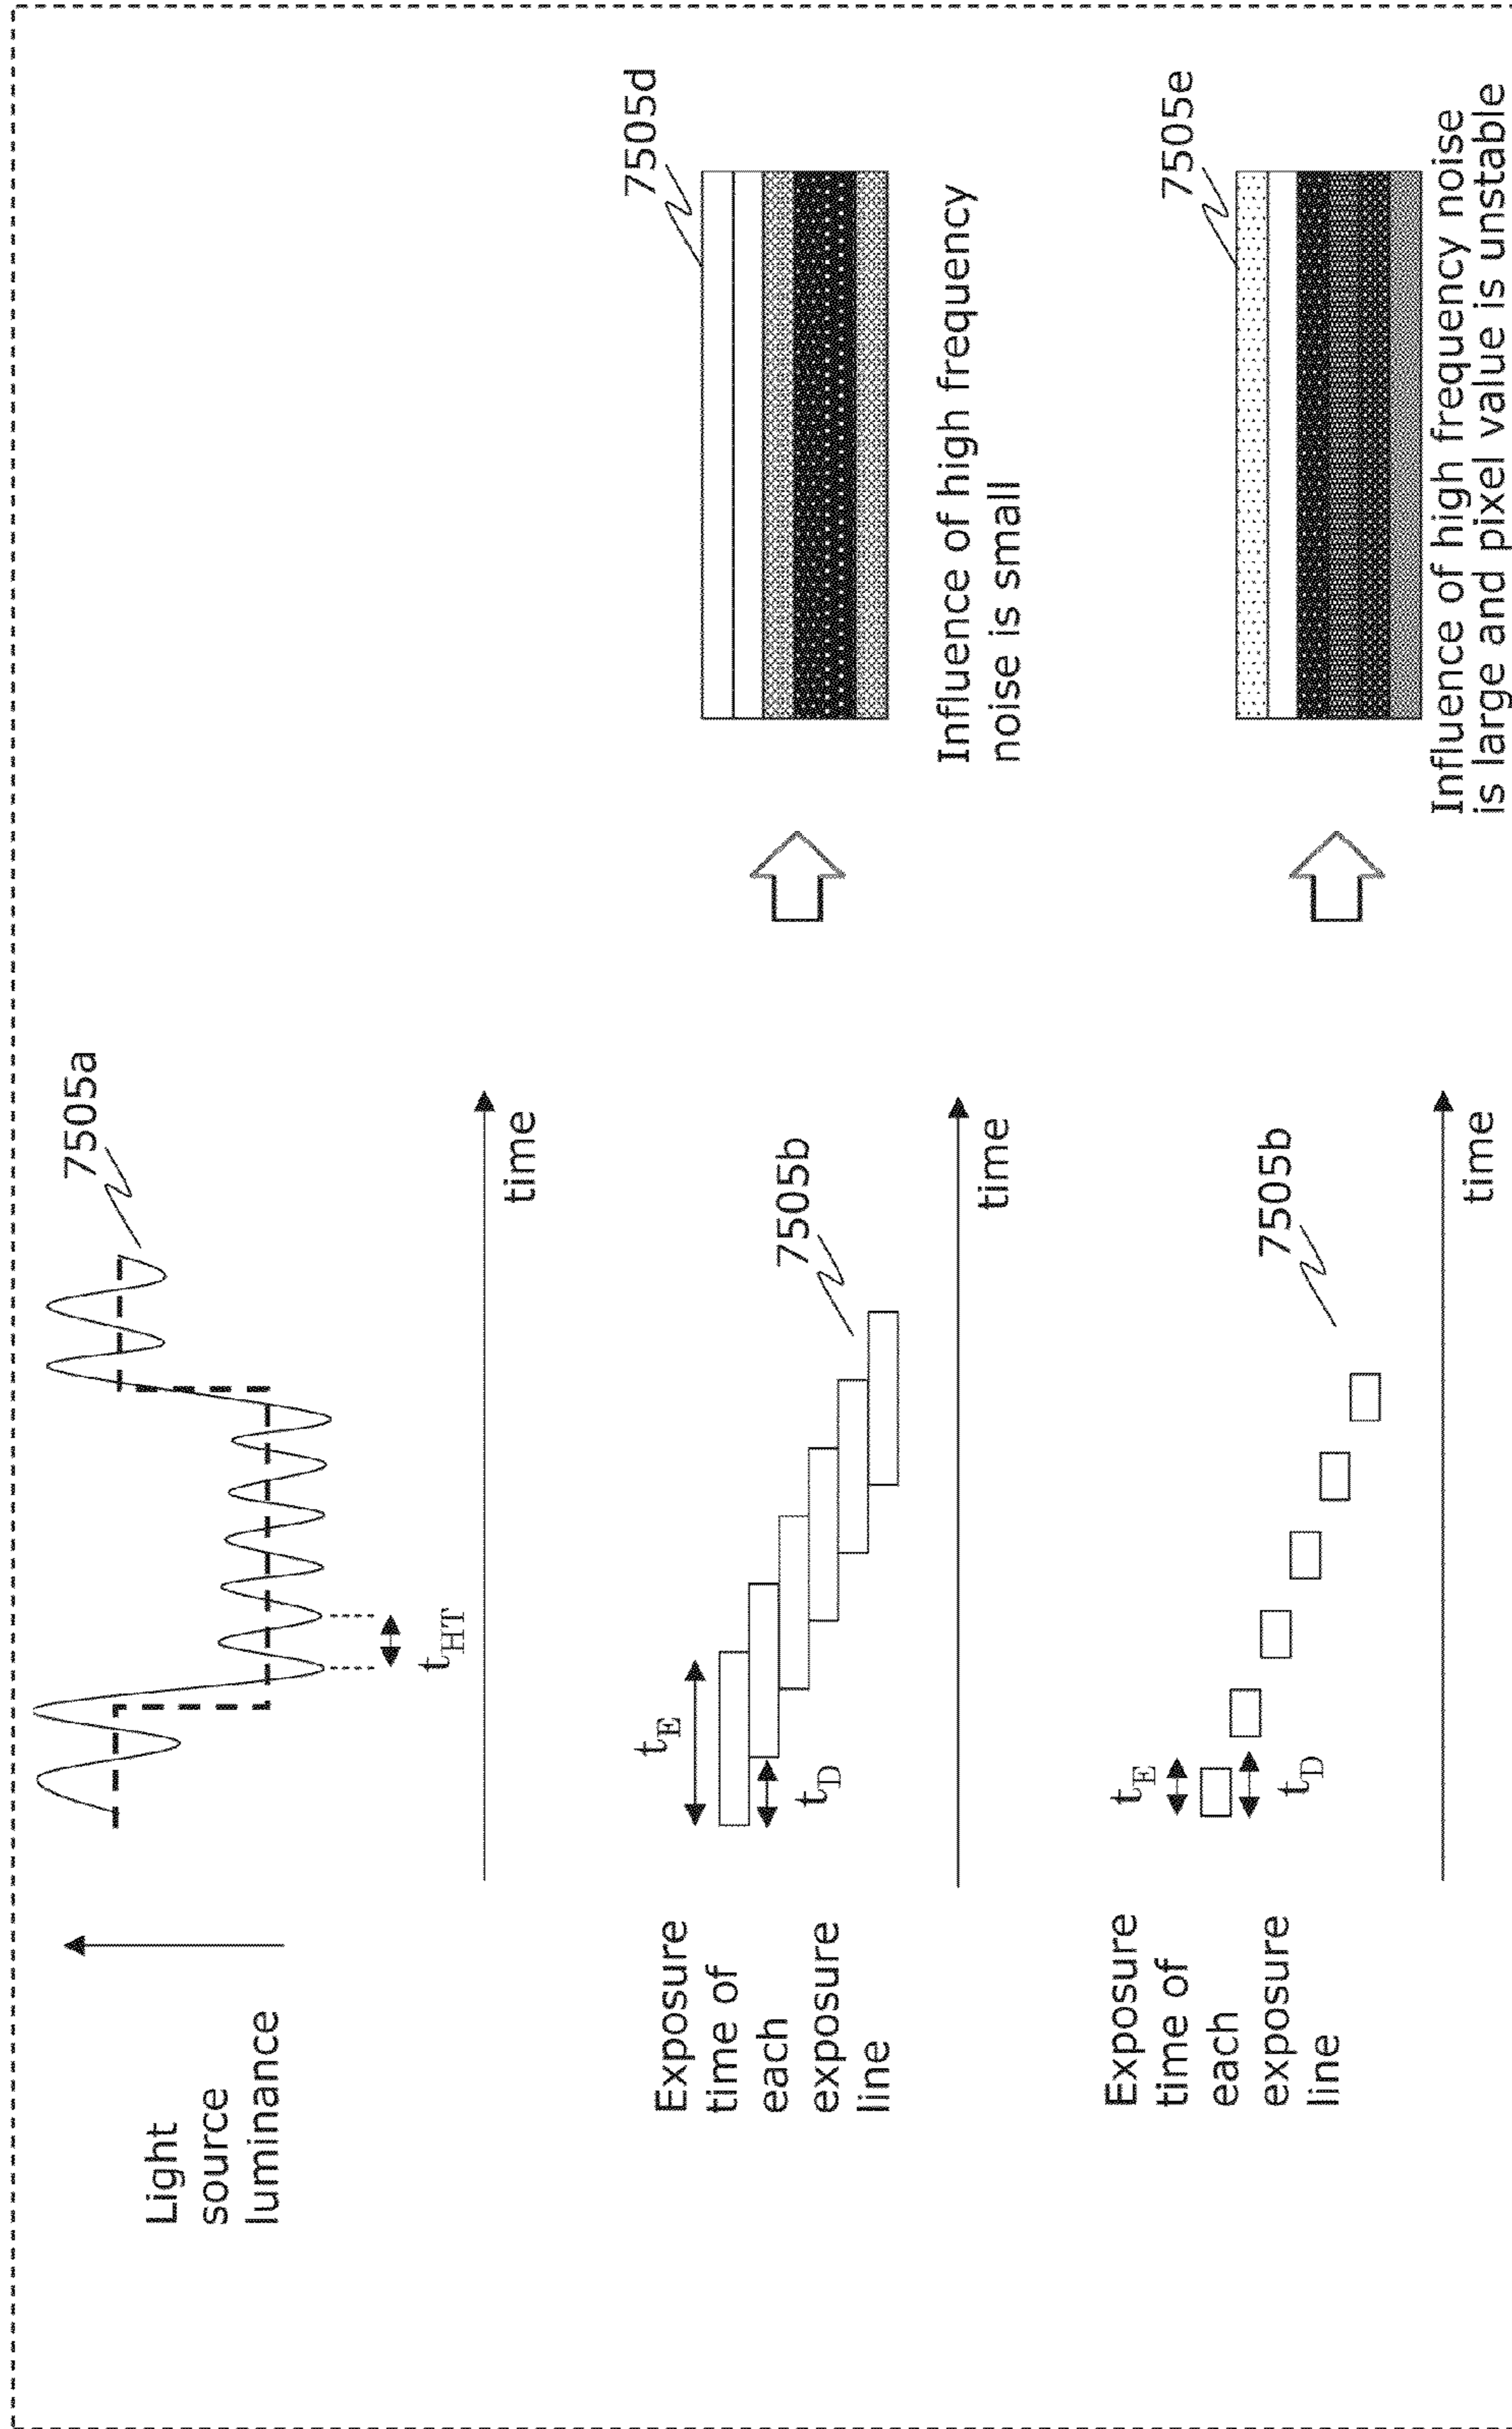 Light
source
luminance
7505a
t_HT
time
Exposure
time of
each
exposure
line
t_E
t_D
7505b
time
7505d
Influence of high frequency
noise is small
Exposure
time of
each
exposure
line
t_E
t_D
7505b
time
7505e
Influence of high frequency noise
is large and pixel value is unstable